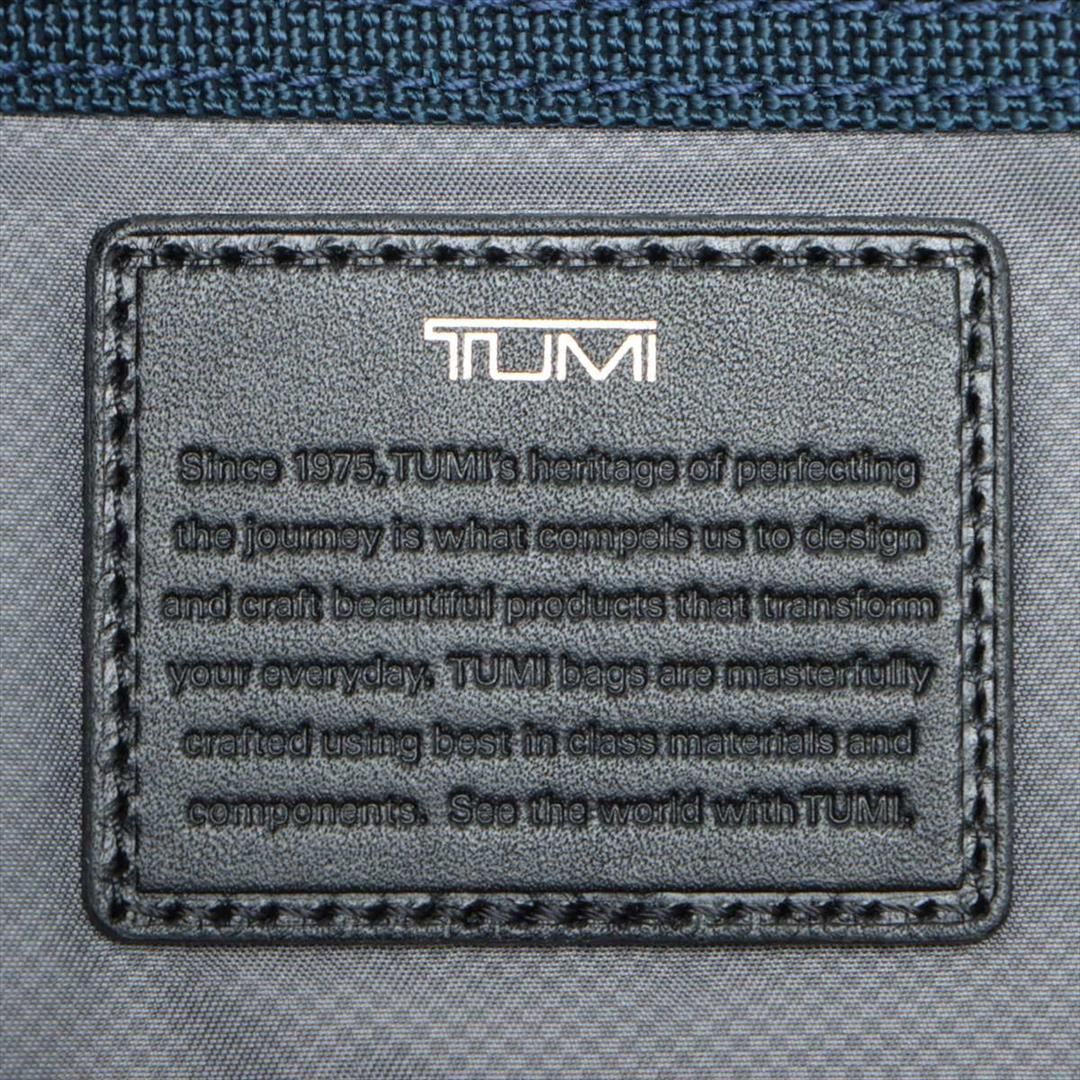 TUMI
Since 1975, TUMI's heritage of perfecting
the journey is what compels us to design
and craft beautiful products that transform
your everyday. TUMI bags are masterfully
crafted using best in class materials and
components. See the world with TUMI.